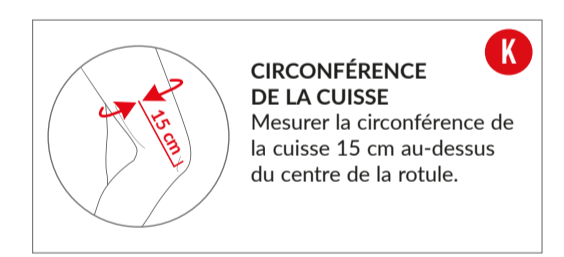 K
CIRCONFÉRENCE
DE LA CUISSE
Mesurer la circonférence de
la cuisse 15 cm au-dessus
du centre de la rotule.
15 cm